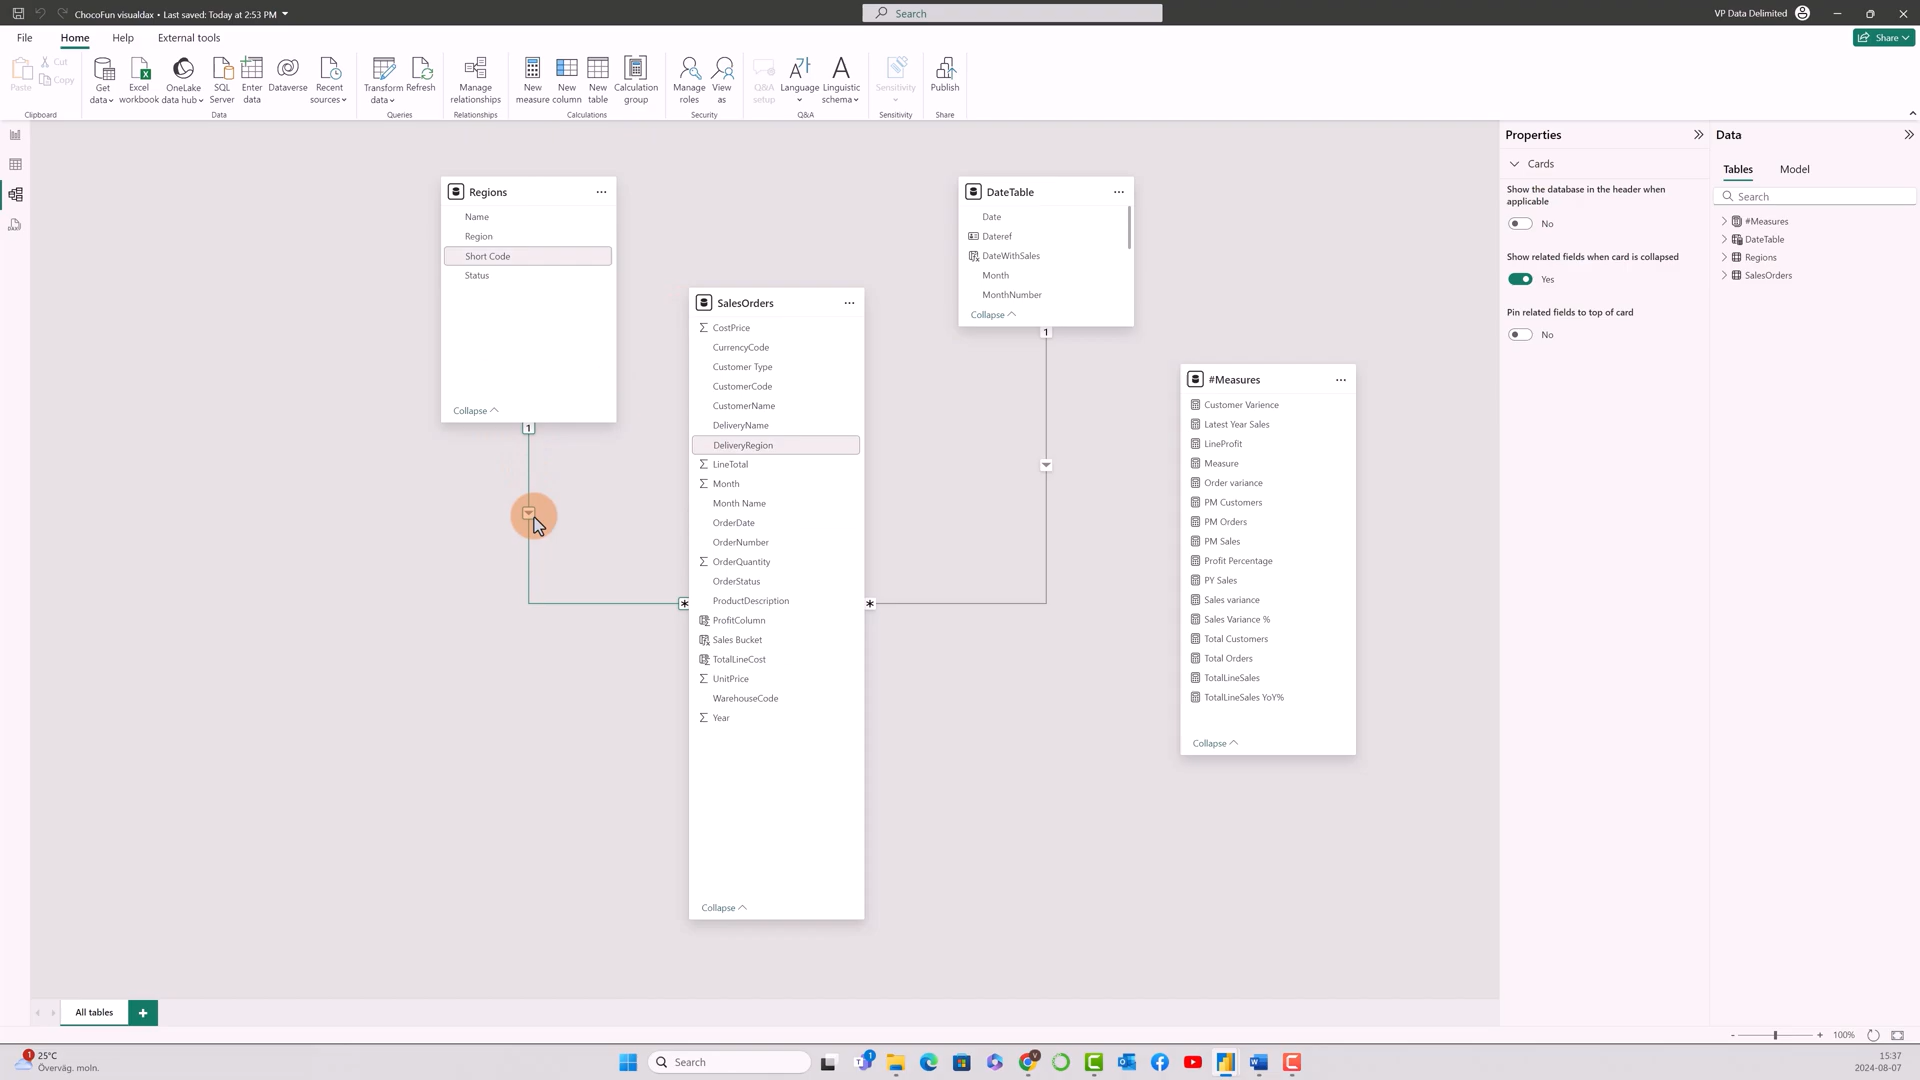 ChocoFun visualdax • Last saved: Today at 2:53 PM
Search
VP Data Delimited
File
Home
Help
External tools
Share
Paste
Cut
Copy
Get data
Excel workbook
OneLake data hub
SQL Server
Enter data
Dataverse
Recent sources
Transform data
Refresh
Manage relationships
New measure
New column
New table
Calculation group
Manage roles
View as
Q&A setup
Language
Linguistic schema
Sensitivity
Publish
Clipboard
Data
Queries
Relationships
Calculations
Security
Q&A
Sensitivity
Share
Regions
Name
Region
Short Code
Status
Collapse
1
SalesOrders
CostPrice
CurrencyCode
Customer Type
CustomerCode
CustomerName
DeliveryName
DeliveryRegion
LineTotal
Month
Month Name
OrderDate
OrderNumber
OrderQuantity
OrderStatus
ProductDescription
ProfitColumn
Sales Bucket
TotalLineCost
UnitPrice
WarehouseCode
Year
Collapse
*
*
DateTable
Date
Dateref
DateWithSales
Month
MonthNumber
Collapse
1
#Measures
Customer Varience
Latest Year Sales
LineProfit
Measure
Order variance
PM Customers
PM Orders
PM Sales
Profit Percentage
PY Sales
Sales variance
Sales Variance %
Total Customers
Total Orders
TotalLineSales
TotalLineSales YoY%
Collapse
Properties
Cards
Show the database in the header when
applicable
No
Show related fields when card is collapsed
Yes
Pin related fields to top of card
No
Data
Tables
Model
Search
#Measures
DateTable
Regions
SalesOrders
All tables
100%
1
25°C
Överväg. moln.
Search
1
15:37
2024-08-07